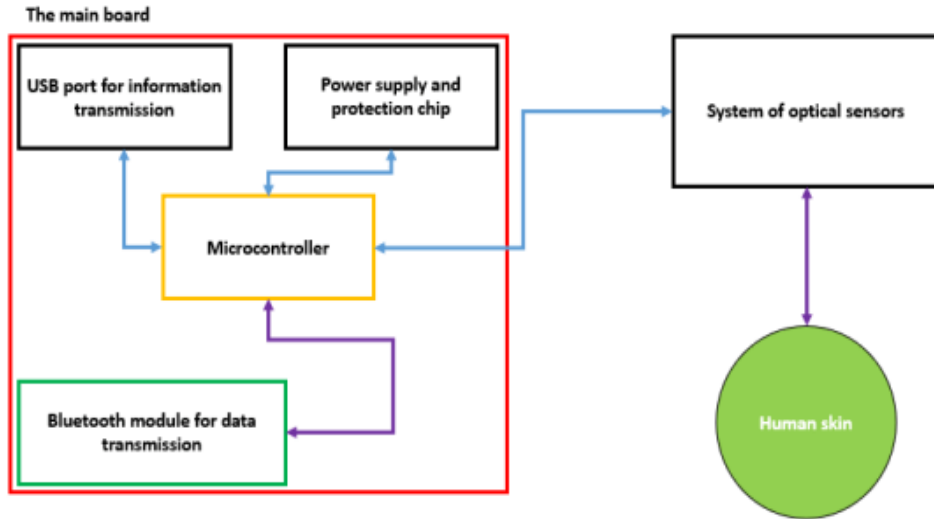 The main board
USB port for information
transmission
Power supply and
protection chip
System of optical sensors
Microcontroller
Bluetooth module for data
transmission
Human skin